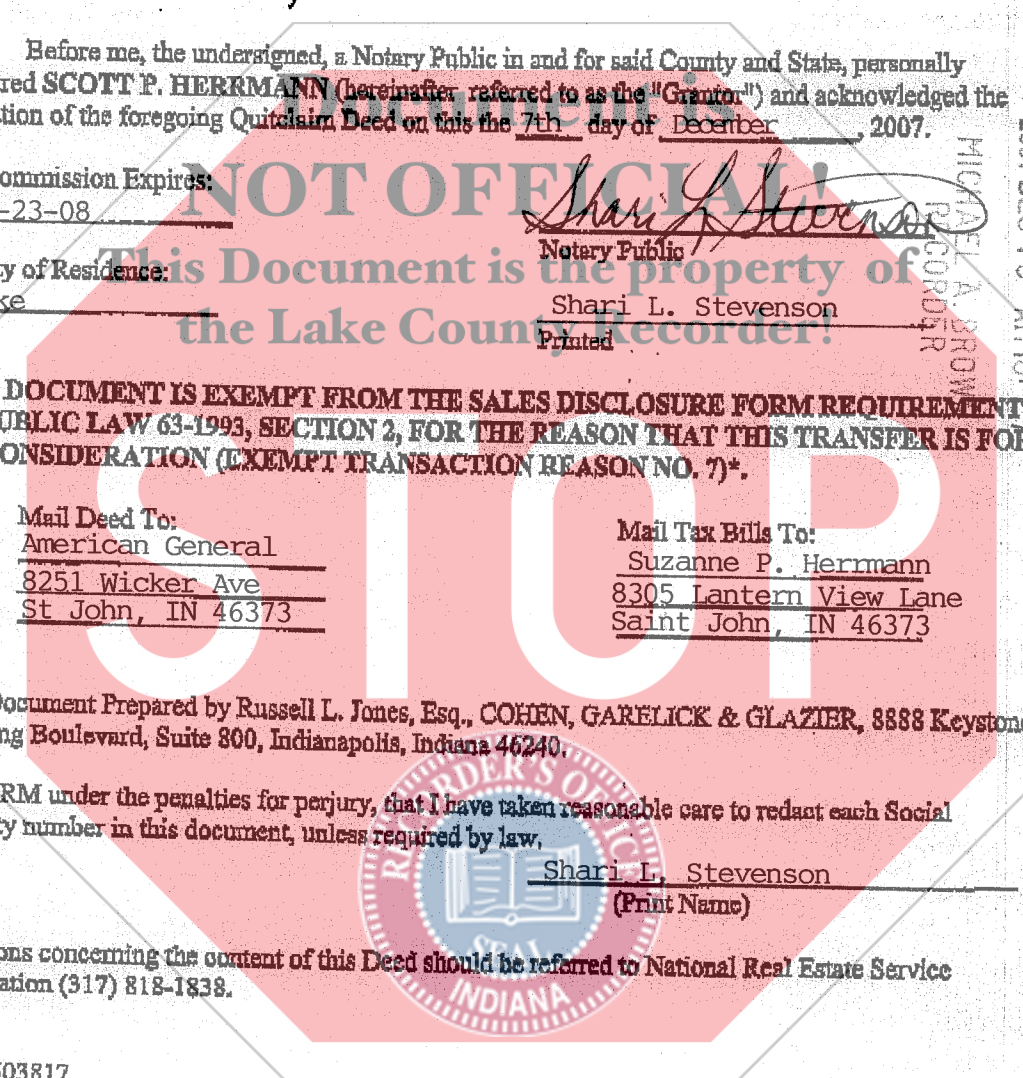 Before me, the undersigned, a Notary Public in and for said County and State, personally
red SCOTT P. HERRMANN (hereinafter referred to as the "Grantor") and acknowledged the
tion of the foregoing Quitclaim Deed on this the 7th day of December, 2007.
Document is
NOT OFFICIAL!
This Document is the property of
the Lake County Recorder!
ommission Expires:
-23-08
Shari L Stevenson
Notary Public
y of Residence:
ke
Shari L. Stevenson
Printed
MICHAEL A. BROWN
RECORDER
DOCUMENT IS EXEMPT FROM THE SALES DISCLOSURE FORM REQUIREMENT
UBLIC LAW 63-1993, SECTION 2, FOR THE REASON THAT THIS TRANSFER IS FOR
ONSIDERATION (EXEMPT TRANSACTION REASON NO. 7)*.
STOP
Mail Deed To:
American General
8251 Wicker Ave
St John, IN 46373
Mail Tax Bills To:
Suzanne P. Herrmann
8305 Lantern View Lane
Saint John, IN 46373
Document Prepared by Russell L. Jones, Esq., COHEN, GARELICK & GLAZIER, 8888 Keystone
ng Boulevard, Suite 800, Indianapolis, Indiana 46240.
RM under the penalties for perjury, that I have taken reasonable care to redact each Social
ty number in this document, unless required by law.
Shari L. Stevenson
(Print Name)
RECORDER'S OFFICE
SEAL
INDIANA
ons concerning the content of this Deed should be referred to National Real Estate Service
ation (317) 818-1838.
503817